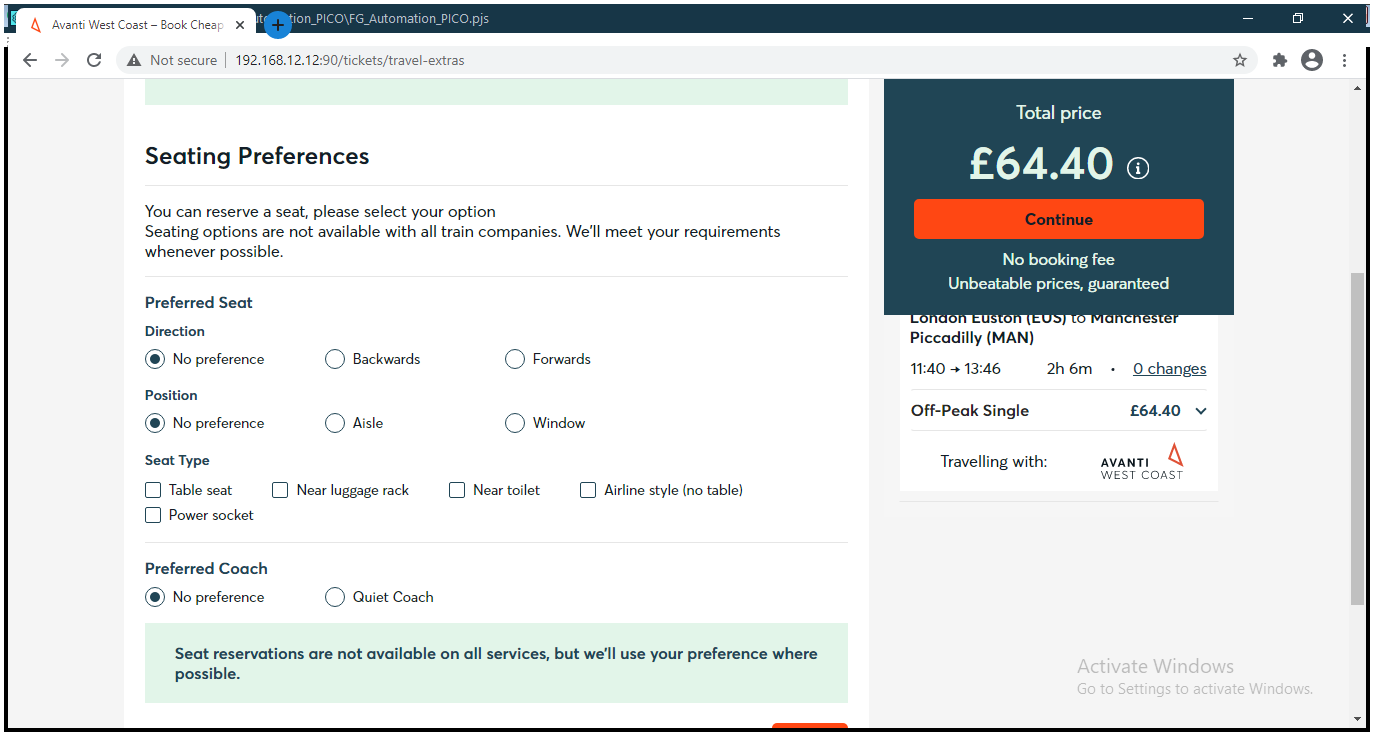 Avanti West Coast – Book Cheap
utomation_PICO\FG_Automation_PICO.pjs
Not secure
192.168.12.12:90/tickets/travel-extras
Seating Preferences
You can reserve a seat, please select your option
Seating options are not available with all train companies. We'll meet your requirements
whenever possible.
Preferred Seat
Direction
No preference Backwards Forwards
Position
No preference Aisle Window
Seat Type
Table seat Near luggage rack Near toilet Airline style (no table)
Power socket
Preferred Coach
No preference Quiet Coach
Seat reservations are not available on all services, but we'll use your preference where
possible.
Total price
£64.40
Continue
No booking fee
Unbeatable prices, guaranteed
London Euston (EUS) to Manchester
Piccadilly (MAN)
11:40 → 13:46 2h 6m • 0 changes
Off-Peak Single £64.40
Travelling with: AVANTI
WEST COAST
Activate Windows
Go to Settings to activate Windows.